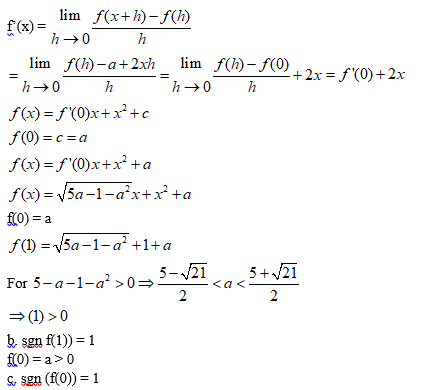 f'(x) = lim h→0 f(x+h)−f(h) / h
= lim h→0 f(h)−a+2xh / h = lim h→0 f(h)−f(0) / h +2x = f'(0)+2x
f(x) = f'(0)x+x²+c
f(0) = c = a
f(x) = f'(0)x+x²+a
f(x) = √(5a−1−a²)x+x²+a
f(0) = a
f(1) = √(5a−1−a²)+1+a
For 5−a−1−a² >0 ⇒ 5−√21 / 2 < a < 5+√21 / 2
⇒ (1) > 0
b. sgn f(1)) = 1
f(0) = a > 0
c. sgn (f(0)) = 1